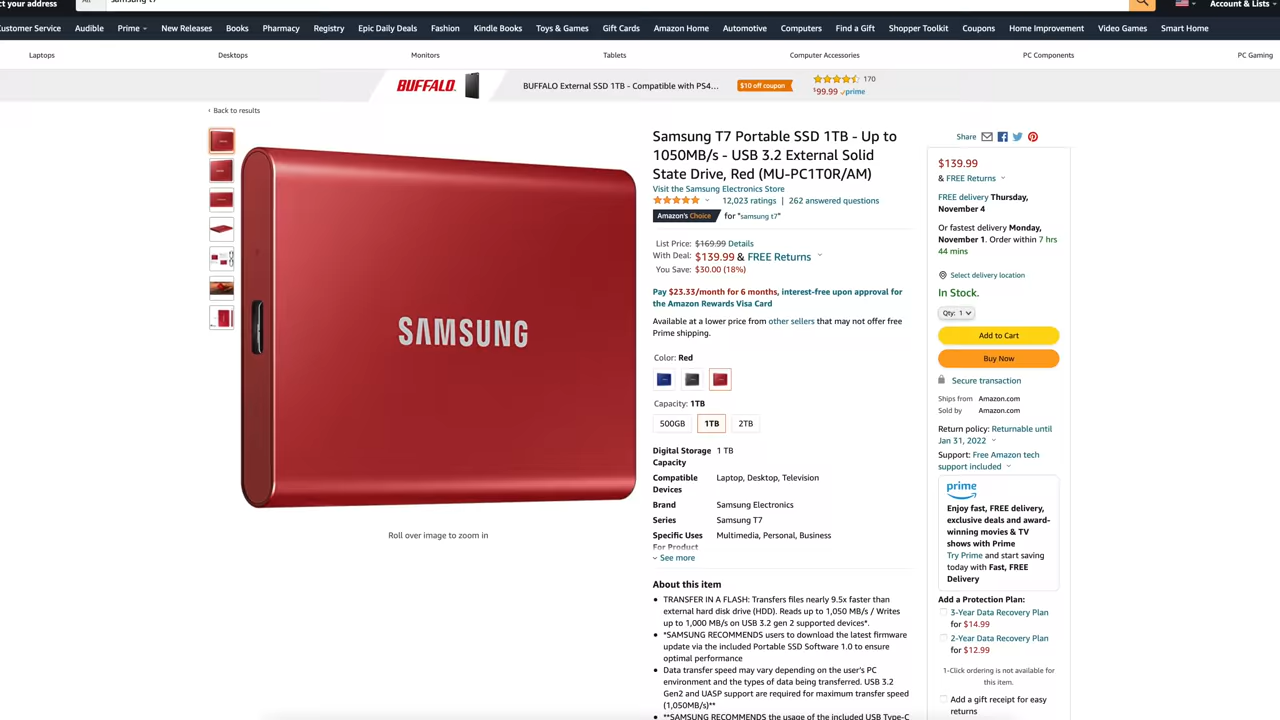 ct your address
All
samsung t7
Account & Lists
Customer Service Audible Prime New Releases Books Pharmacy Registry Epic Daily Deals Fashion Kindle Books Toys & Games Gift Cards Amazon Home Automotive Computers Find a Gift Shopper Toolkit Coupons Home Improvement Video Games Smart Home
Laptops Desktops Monitors Tablets Computer Accessories PC Components PC Gaming
BUFFALO. BUFFALO External SSD 1TB - Compatible with PS4... $10 off coupon 170
$99.99 prime
‹ Back to results
Samsung T7 Portable SSD 1TB - Up to
1050MB/s - USB 3.2 External Solid
State Drive, Red (MU-PC1T0R/AM)
Visit the Samsung Electronics Store
12,023 ratings | 262 answered questions
Amazon's Choice for "samsung t7"
List Price: $169.99 Details
With Deal: $139.99 & FREE Returns
You Save: $30.00 (18%)
Pay $23.33/month for 6 months, interest-free upon approval for
the Amazon Rewards Visa Card
Available at a lower price from other sellers that may not offer free
Prime shipping.
Color: Red
Capacity: 1TB
500GB 1TB 2TB
Digital Storage Capacity 1 TB
Compatible Devices Laptop, Desktop, Television
Brand Samsung Electronics
Series Samsung T7
Specific Uses For Product Multimedia, Personal, Business
See more
About this item
• TRANSFER IN A FLASH: Transfers files nearly 9.5x faster than
external hard disk drive (HDD). Reads up to 1,050 MB/s / Writes
up to 1,000 MB/s on USB 3.2 gen 2 supported devices*.
• *SAMSUNG RECOMMENDS users to download the latest firmware
update via the included Portable SSD Software 1.0 to ensure
optimal performance
• Data transfer speed may vary depending on the user's PC
environment and the types of data being transferred. USB 3.2
Gen2 and UASP support are required for maximum transfer speed
(1,050MB/s)**
• **SAMSUNG RECOMMENDS the usage of the included USB Type-C
SAMSUNG
Roll over image to zoom in
Share
$139.99
& FREE Returns
FREE delivery Thursday,
November 4
Or fastest delivery Monday,
November 1. Order within 7 hrs
44 mins
Select delivery location
In Stock.
Qty: 1
Add to Cart
Buy Now
Secure transaction
Ships from Amazon.com
Sold by Amazon.com
Return policy: Returnable until
Jan 31, 2022
Support: Free Amazon tech
support included
prime
Enjoy fast, FREE delivery,
exclusive deals and award-
winning movies & TV
shows with Prime
Try Prime and start saving
today with Fast, FREE
Delivery
Add a Protection Plan:
3-Year Data Recovery Plan
for $14.99
2-Year Data Recovery Plan
for $12.99
1-Click ordering is not available for
this item.
Add a gift receipt for easy
returns